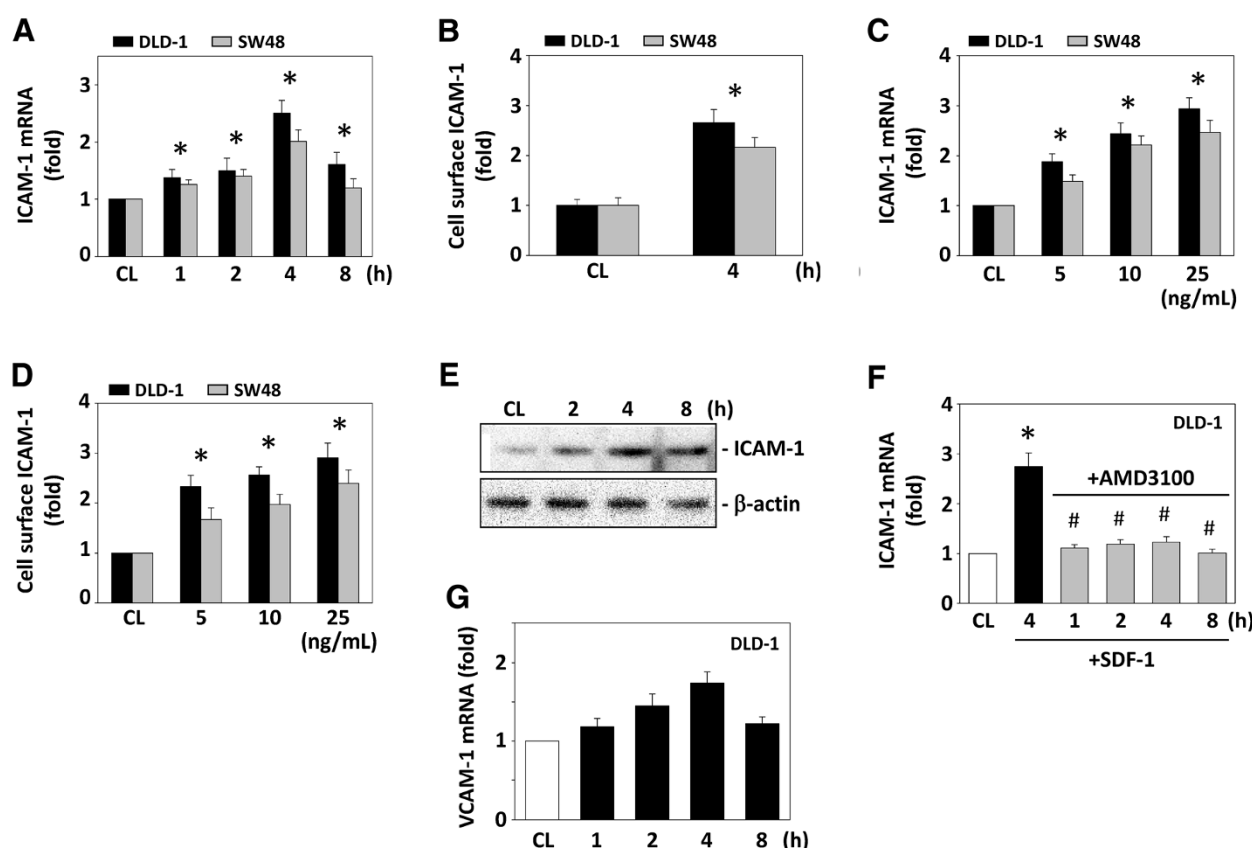 A
DLD-1 SW48
ICAM-1 mRNA
(fold)
3
2
1
0
CL 1 2 4 8 (h)
* * * *
B
DLD-1 SW48
Cell surface ICAM-1
(fold)
4
3
2
1
0
CL 4 (h)
*
C
DLD-1 SW48
ICAM-1 mRNA
(fold)
4
3
2
1
0
CL 5 10 25
(ng/mL)
* * *
D
DLD-1 SW48
Cell surface ICAM-1
(fold)
4
3
2
1
0
CL 5 10 25
(ng/mL)
* * *
E
CL 2 4 8 (h)
- ICAM-1
- β-actin
F
DLD-1
ICAM-1 mRNA
(fold)
4
3
2
1
0
*
+AMD3100
# # # #
CL 4 1 2 4 8 (h)
+SDF-1
G
DLD-1
VCAM-1 mRNA (fold)
2
1
0
CL 1 2 4 8 (h)